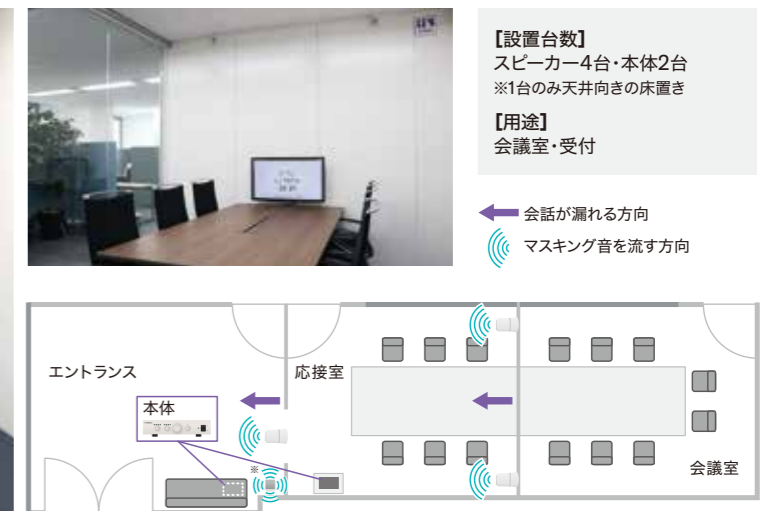 【設置台数】
スピーカー4台・本体2台
※1台のみ天井向きの床置き
【用途】
会議室・受付
会話が漏れる方向
マスキング音を流す方向
エントランス
応接室
本体
※
会議室